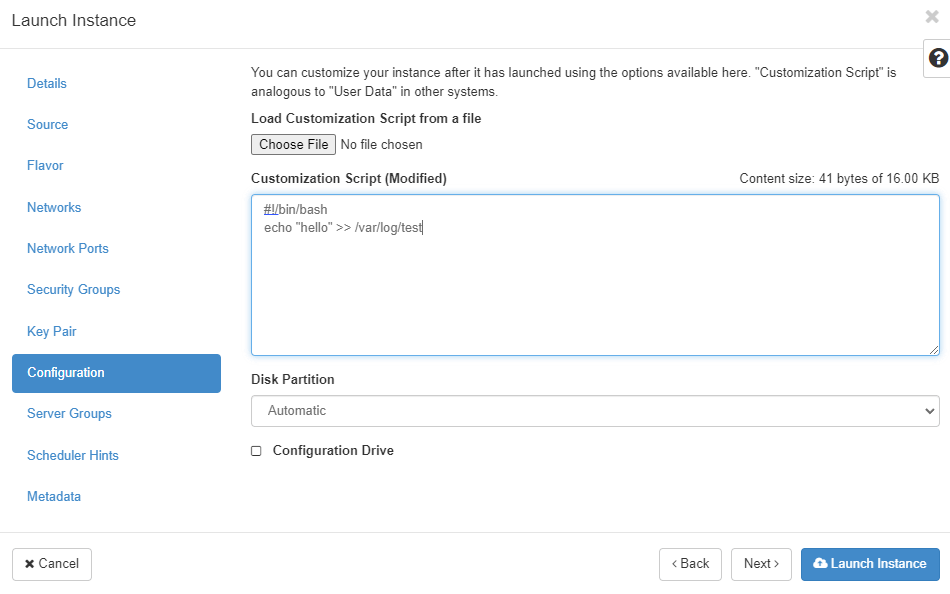 Launch Instance
Details
Source
Flavor
Networks
Network Ports
Security Groups
Key Pair
Configuration
Server Groups
Scheduler Hints
Metadata
You can customize your instance after it has launched using the options available here. "Customization Script" is
analogous to "User Data" in other systems.
Load Customization Script from a file
Choose File No file chosen
Customization Script (Modified) Content size: 41 bytes of 16.00 KB
#!/bin/bash
echo "hello" >> /var/log/test
Disk Partition
Automatic
Configuration Drive
Cancel
Back
Next
Launch Instance